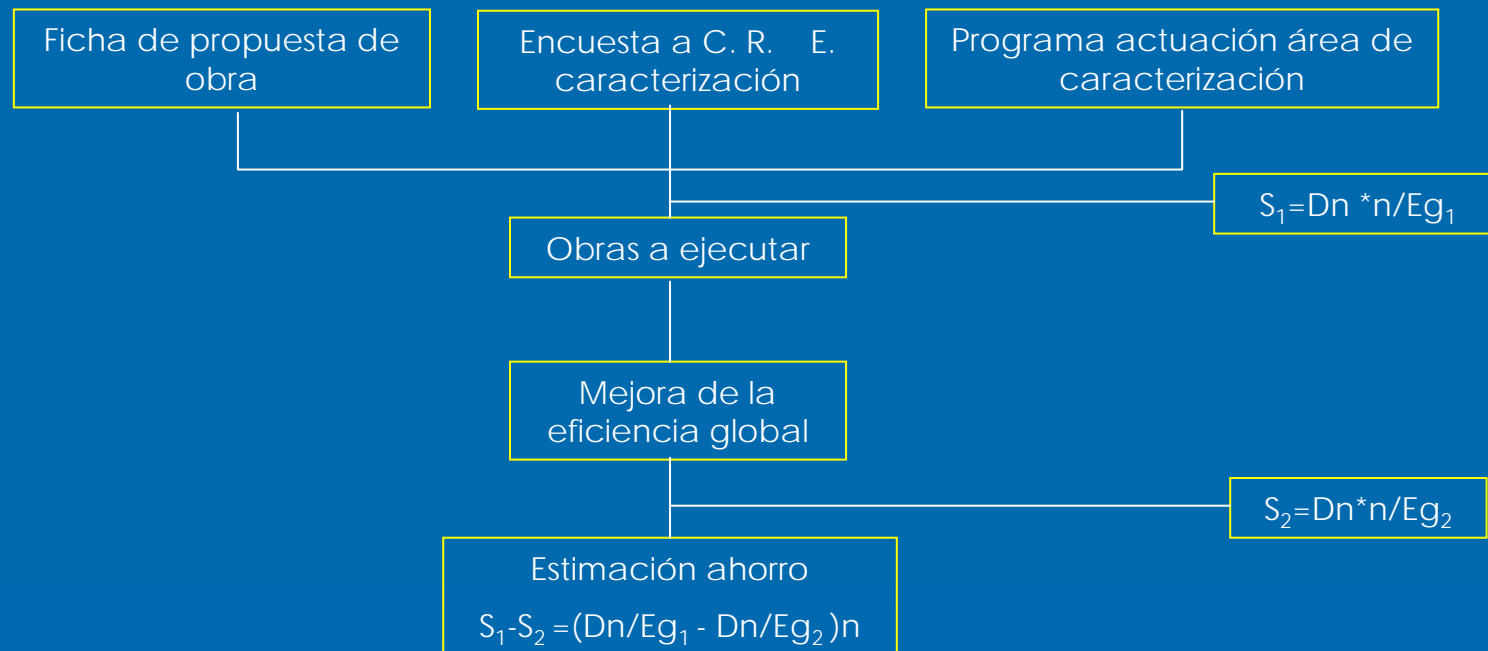 Ficha de propuesta de
obra
Encuesta a C. R. E.
caracterización
Programa actuación área de
caracterización
S₁=Dn *n/Eg₁
Obras a ejecutar
Mejora de la
eficiencia global
S₂=Dn*n/Eg₂
Estimación ahorro
S₁-S₂ =(Dn/Eg₁ - Dn/Eg₂ )n